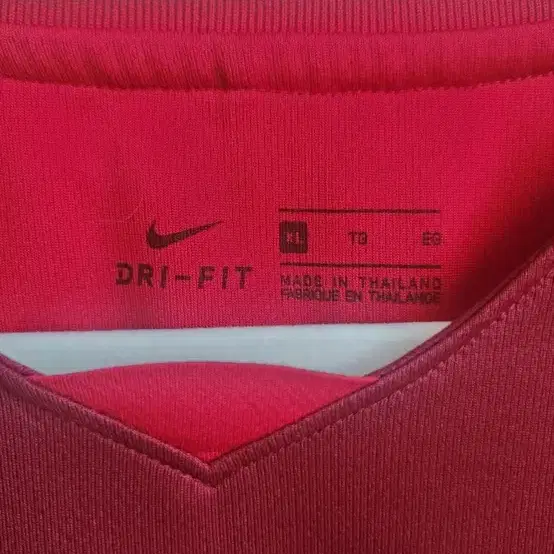 DRI-FIT
XL TG EG
MADE IN THAILAND
FABRIQUE EN THAILANDE